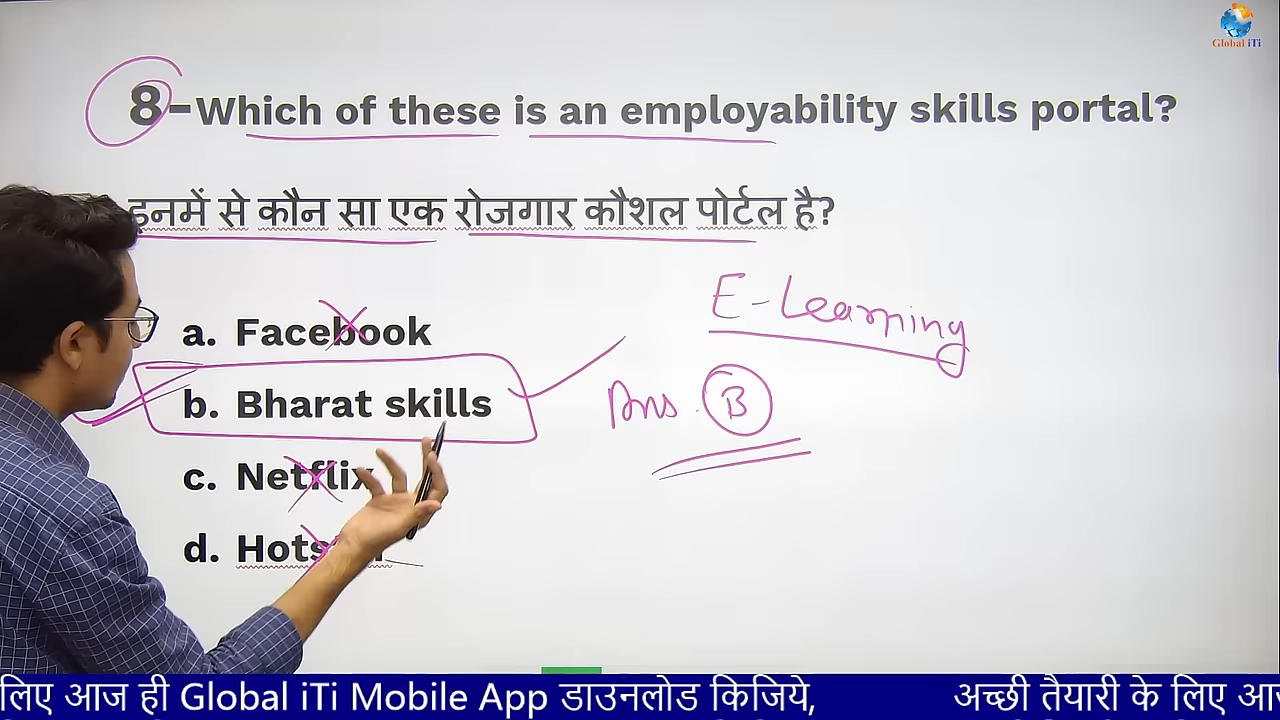 Global iTi
8-Which of these is an employability skills portal?
इनमें से कौन सा एक रोजगार कौशल पोर्टल है?
a. Facebook
b. Bharat skills
c. Netflix
d.
E-Learning
Ans. B
लिए आज ही Global iTi Mobile App डाउनलोड किजिये,
अच्छी तैयारी के लिए